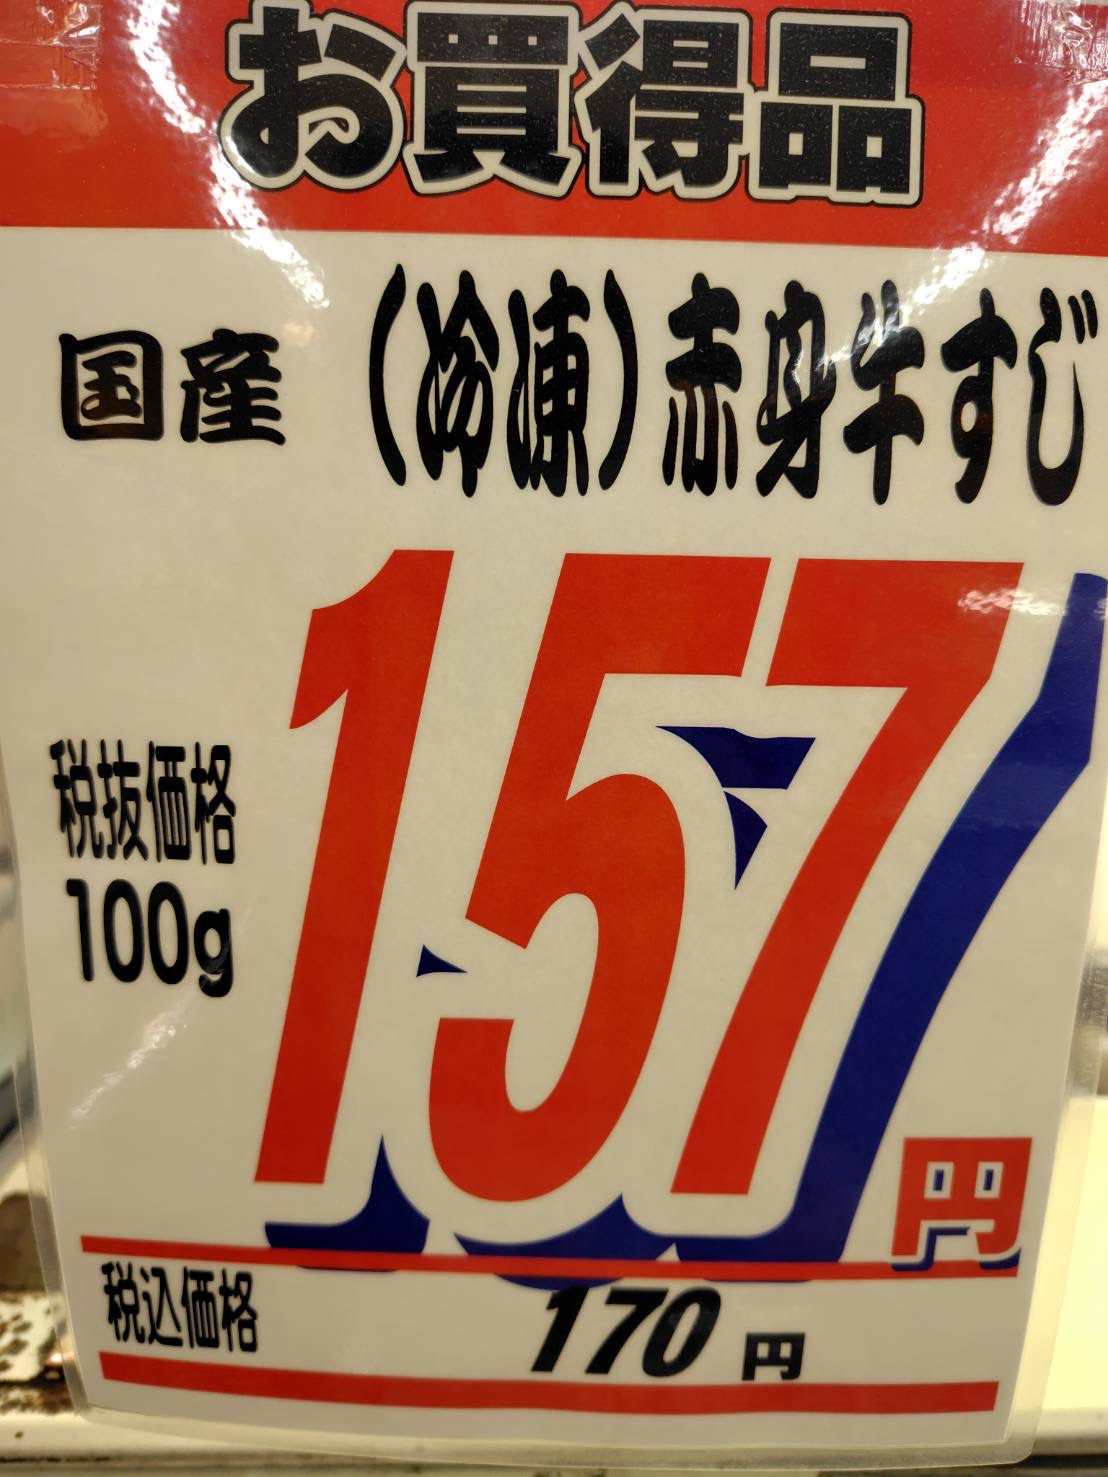 お買得品
国産 (冷凍)赤身牛すじ
税抜価格
100g
157円
税込価格 170円